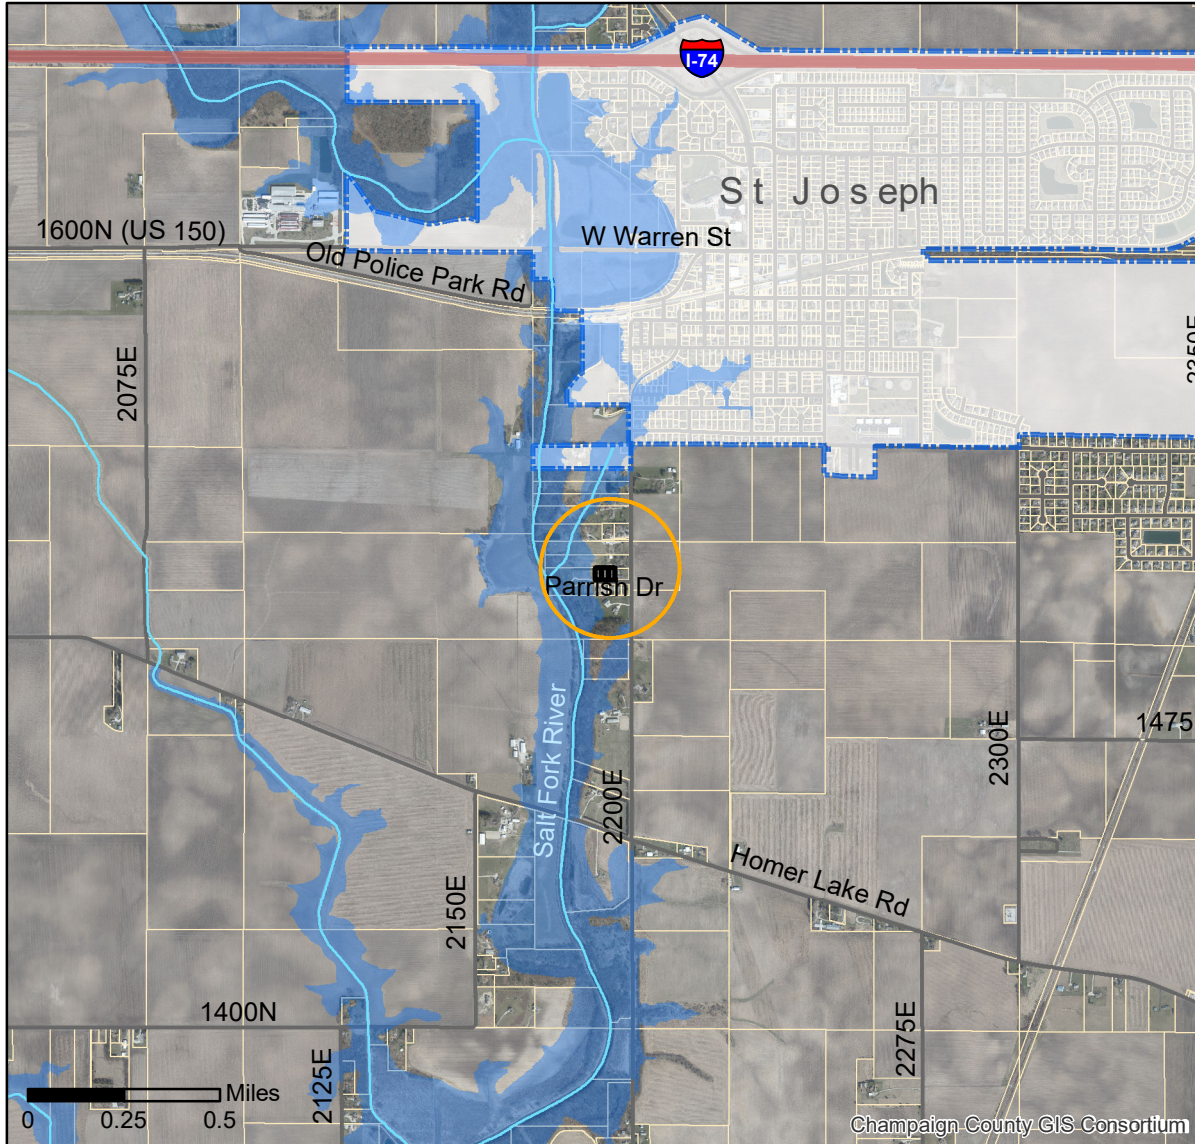 I-74
St Joseph
1600N (US 150)
W Warren St
Old Police Park Rd
2075E
2350E
Parrish Dr
Salt Fork River
2200E
2300E
1475
Homer Lake Rd
2150E
1400N
2125E
2275E
Miles
0 0.25 0.5
Champaign County GIS Consortium